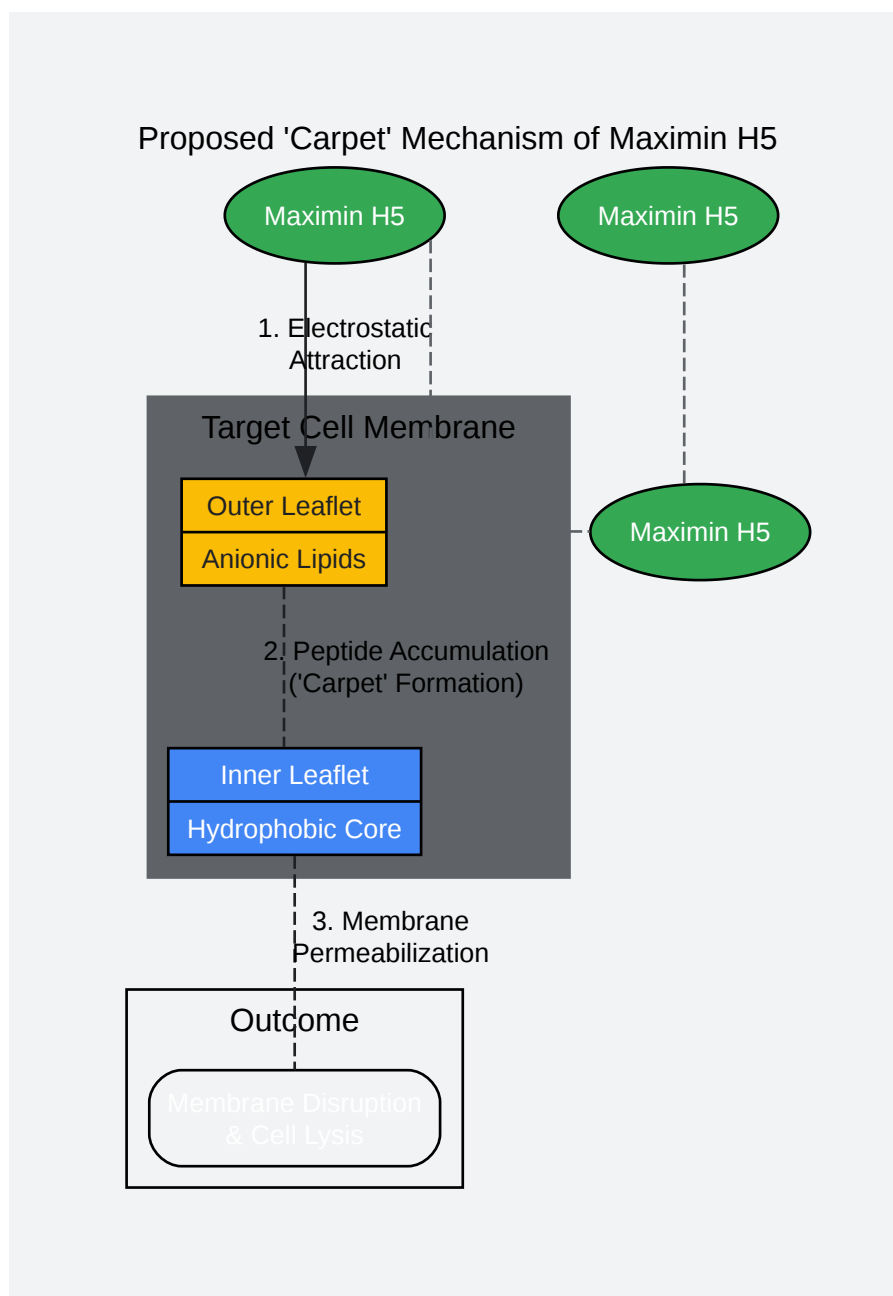 Proposed 'Carpet' Mechanism of Maximin H5
Maximin H5
Maximin H5
1. Electrostatic
Attraction
Target Cell Membrane
Outer Leaflet
Anionic Lipids
Maximin H5
2. Peptide Accumulation
('Carpet' Formation)
Inner Leaflet
Hydrophobic Core
3. Membrane
Permeabilization
Outcome
Membrane Disruption
& Cell Lysis